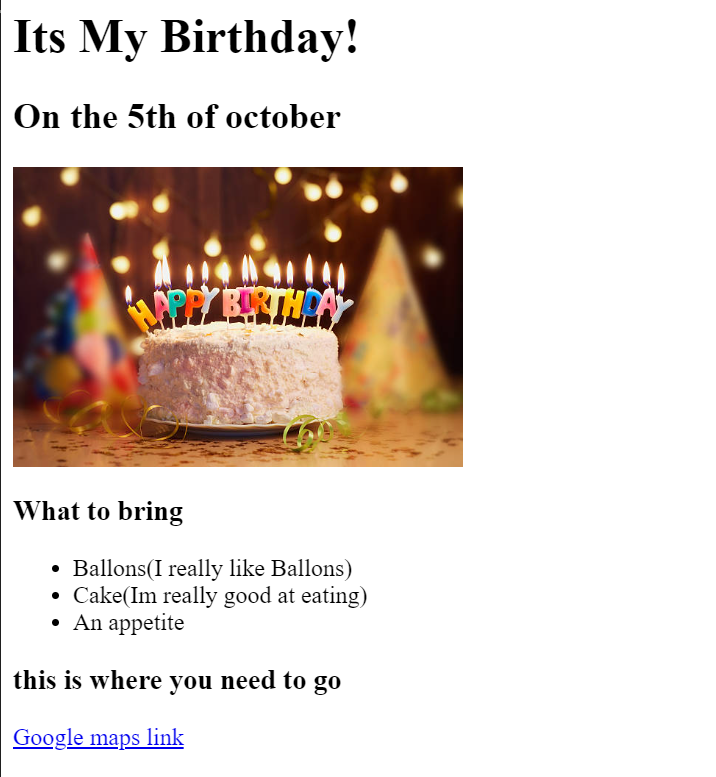 Its My Birthday!
On the 5th of october
HAPPY BIRTHDAY
What to bring
Ballons(I really like Ballons)
Cake(Im really good at eating)
An appetite
this is where you need to go
Google maps link